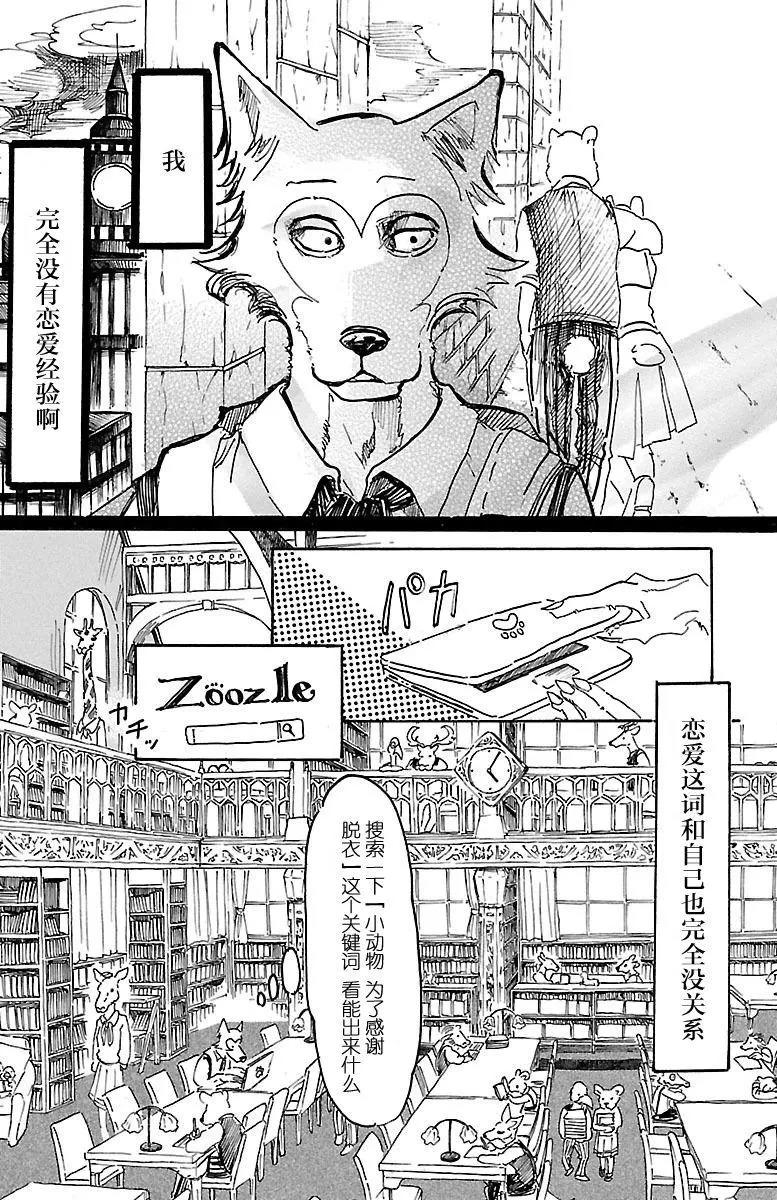 我
完全没有恋爱经验啊
パカ
Zoozle
カチッ
恋爱这词和自己也完全没关系
搜索一下「小动物 为了感谢
脱衣」这个关键词 看能出来什么